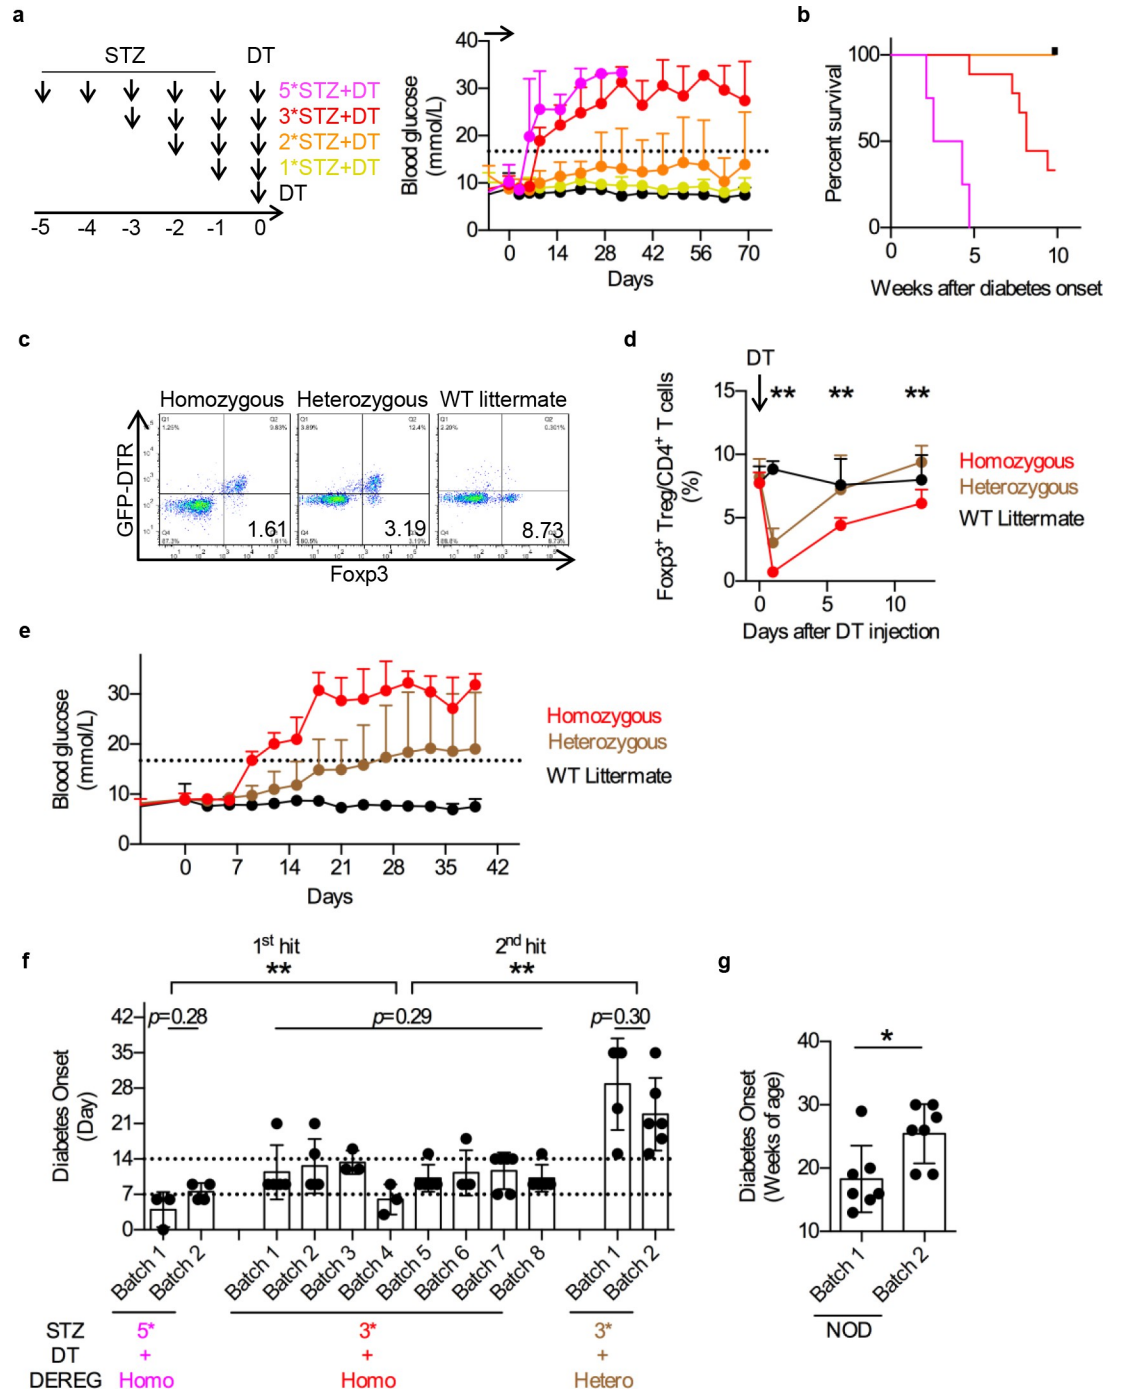 a
STZ
DT
5*STZ+DT
3*STZ+DT
2*STZ+DT
1*STZ+DT
DT
-5 -4 -3 -2 -1 0
Blood glucose
(mmol/L)
40
30
20
10
0
0 14 28 42 56 70
Days
b
Percent survival
100
50
0
0 5 10
Weeks after diabetes onset
c
Homozygous Heterozygous WT littermate
GFP-DTR
1.61 3.19 8.73
Foxp3
d
DT
** ** **
Foxp3⁺ Treg/CD4⁺ T cells
(%)
15
10
5
0
0 5 10
Days after DT injection
Homozygous
Heterozygous
WT Littermate
e
Blood glucose
(mmol/L)
30
20
10
0
0 7 14 21 28 35 42
Days
Homozygous
Heterozygous
WT Littermate
f
1st hit
**
2nd hit
**
p=0.28 p=0.29 p=0.30
Diabetes Onset
(Day)
42
35
28
21
14
7
0
Batch 1 Batch 2 Batch 1 Batch 2 Batch 3 Batch 4 Batch 5 Batch 6 Batch 7 Batch 8 Batch 1 Batch 2
STZ 5* 3* 3*
DT + + +
DEREG Homo Homo Hetero
g
*
Diabetes Onset
(Weeks of age)
40
30
20
10
Batch 1 Batch 2
NOD